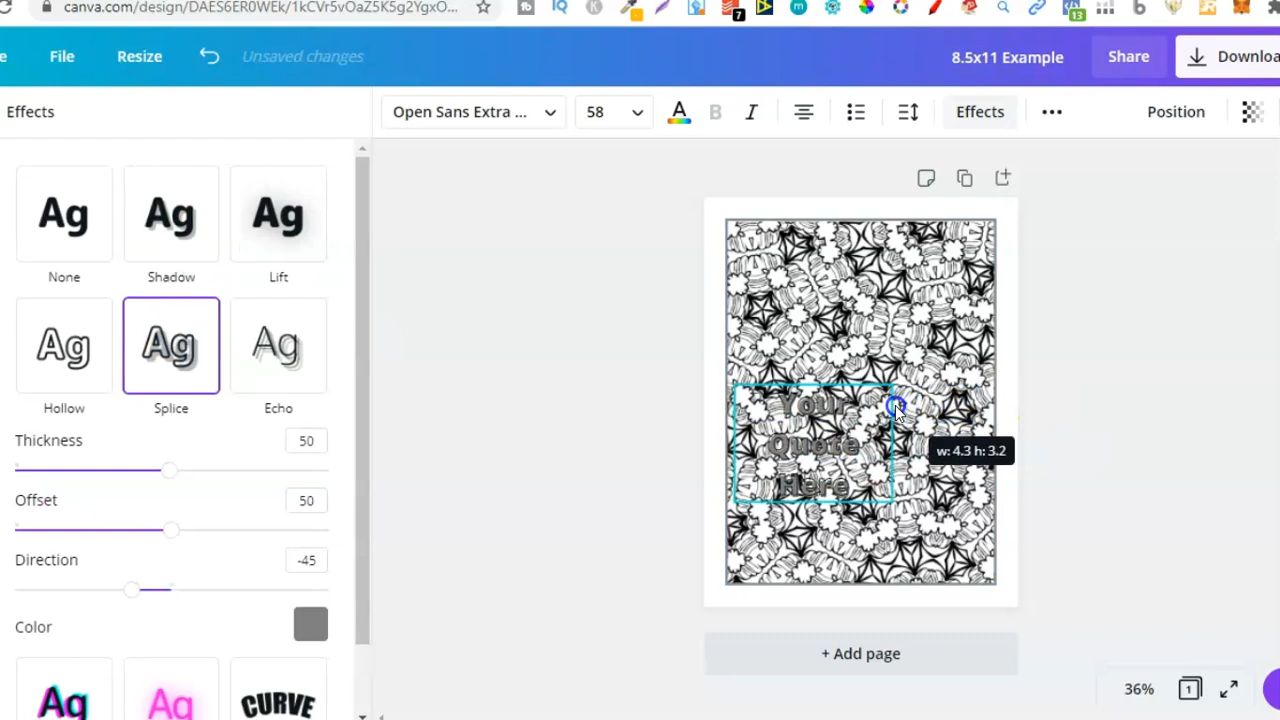 canva.com/design/DAES6ER0WEk/1kCVr5vOaZ5K5g2YgxO...
7
13
File
Resize
Unsaved changes
8.5x11 Example
Share
Downloa
Effects
Open Sans Extra ...
58
A
B
I
Effects
Position
Ag
Ag
Ag
None
Shadow
Lift
Ag
Ag
Ag
Hollow
Splice
Echo
Thickness
50
Offset
50
Direction
-45
Color
Ag
Ag
CURVE
Your
Quote
Here
w: 4.3 h: 3.2
+ Add page
36%
1